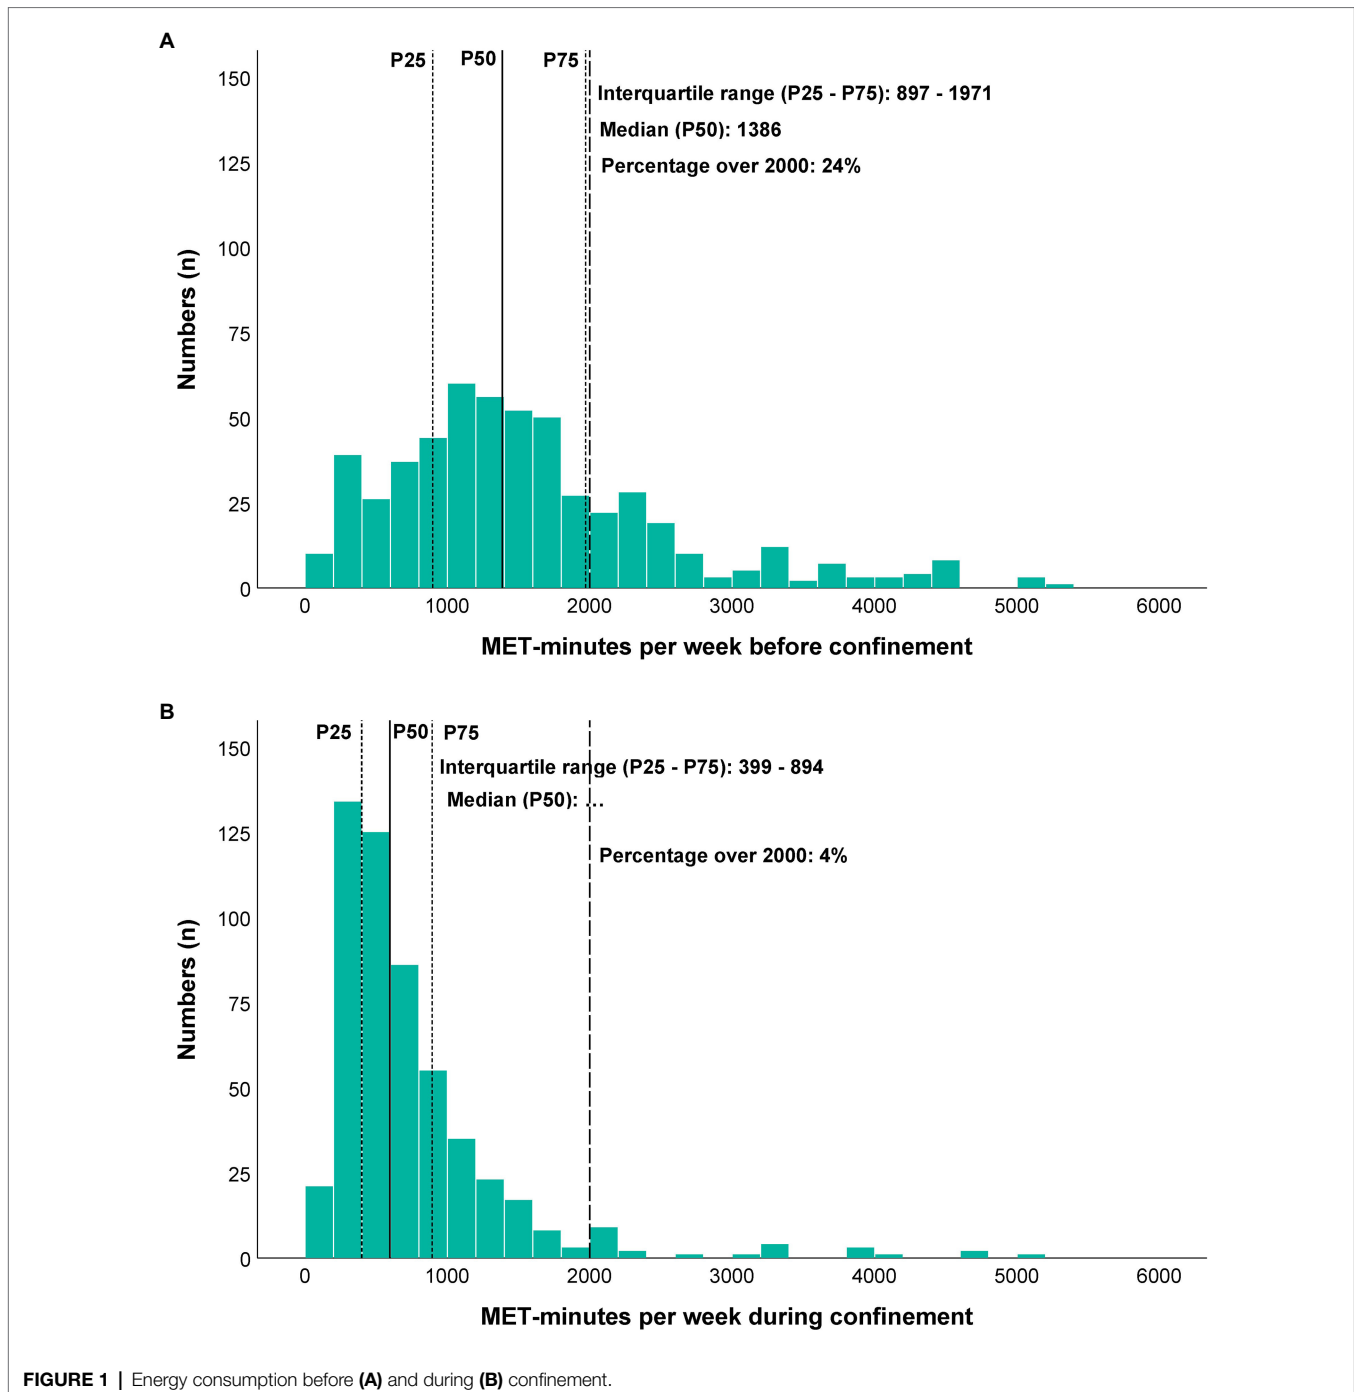 A
P25 P50 P75
Interquartile range (P25 - P75): 897 - 1971
Median (P50): 1386
Percentage over 2000: 24%
150
125
100
75
50
25
0
Numbers (n)
0 1000 2000 3000 4000 5000 6000
MET-minutes per week before confinement
B
P25 P50 P75
Interquartile range (P25 - P75): 399 - 894
Median (P50): ...
Percentage over 2000: 4%
150
125
100
75
50
25
0
Numbers (n)
0 1000 2000 3000 4000 5000 6000
MET-minutes per week during confinement
FIGURE 1 | Energy consumption before (A) and during (B) confinement.